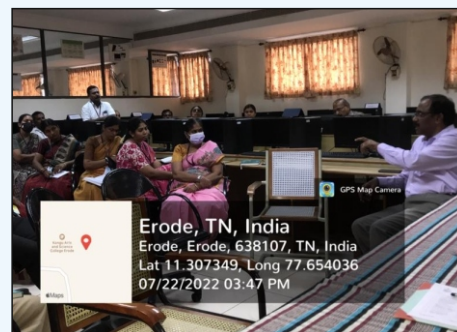 GPS Map Camera
Erode, TN, India
Erode, Erode, 638107, TN, India
Lat 11.307349, Long 77.654036
07/22/2022 03:47 PM
Maps